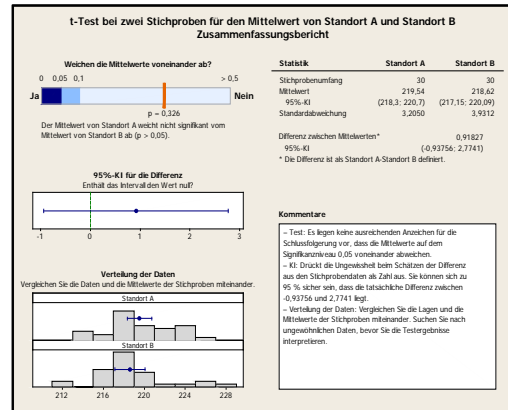 t-Test bei zwei Stichproben für den Mittelwert von Standort A und Standort B
Zusammenfassungsbericht
Weichen die Mittelwerte voneinander ab?
0 0,05 0,1 > 0,5
Ja Nein
p = 0,326
Der Mittelwert von Standort A weicht nicht signifikant vom
Mittelwert von Standort B ab (p > 0,05).
95%-KI für die Differenz
Enthält das Intervall den Wert null?
-1 0 1 2 3
Verteilung der Daten
Vergleichen Sie die Daten und die Mittelwerte der Stichproben miteinander.
Standort A
Standort B
212 216 220 224 228
Statistik Standort A Standort B
Stichprobenumfang 30 30
Mittelwert 219,54 218,62
95%-KI (218,3; 220,7) (217,15; 220,09)
Standardabweichung 3,2050 3,9312
Differenz zwischen Mittelwerten* 0,91827
95%-KI (-0,93756; 2,7741)
* Die Differenz ist als Standort A-Standort B definiert.
Kommentare
– Test: Es liegen keine ausreichenden Anzeichen für die
Schlussfolgerung vor, dass die Mittelwerte auf dem
Signifikanzniveau 0,05 voneinander abweichen.
– KI: Drückt die Ungewissheit beim Schätzen der Differenz
aus den Stichprobendaten als Zahl aus. Sie können sich zu
95 % sicher sein, dass die tatsächliche Differenz zwischen
-0,93756 und 2,7741 liegt.
– Verteilung der Daten: Vergleichen Sie die Lagen und die
Mittelwerte der Stichproben miteinander. Suchen Sie nach
ungewöhnlichen Daten, bevor Sie die Testergebnisse
interpretieren.